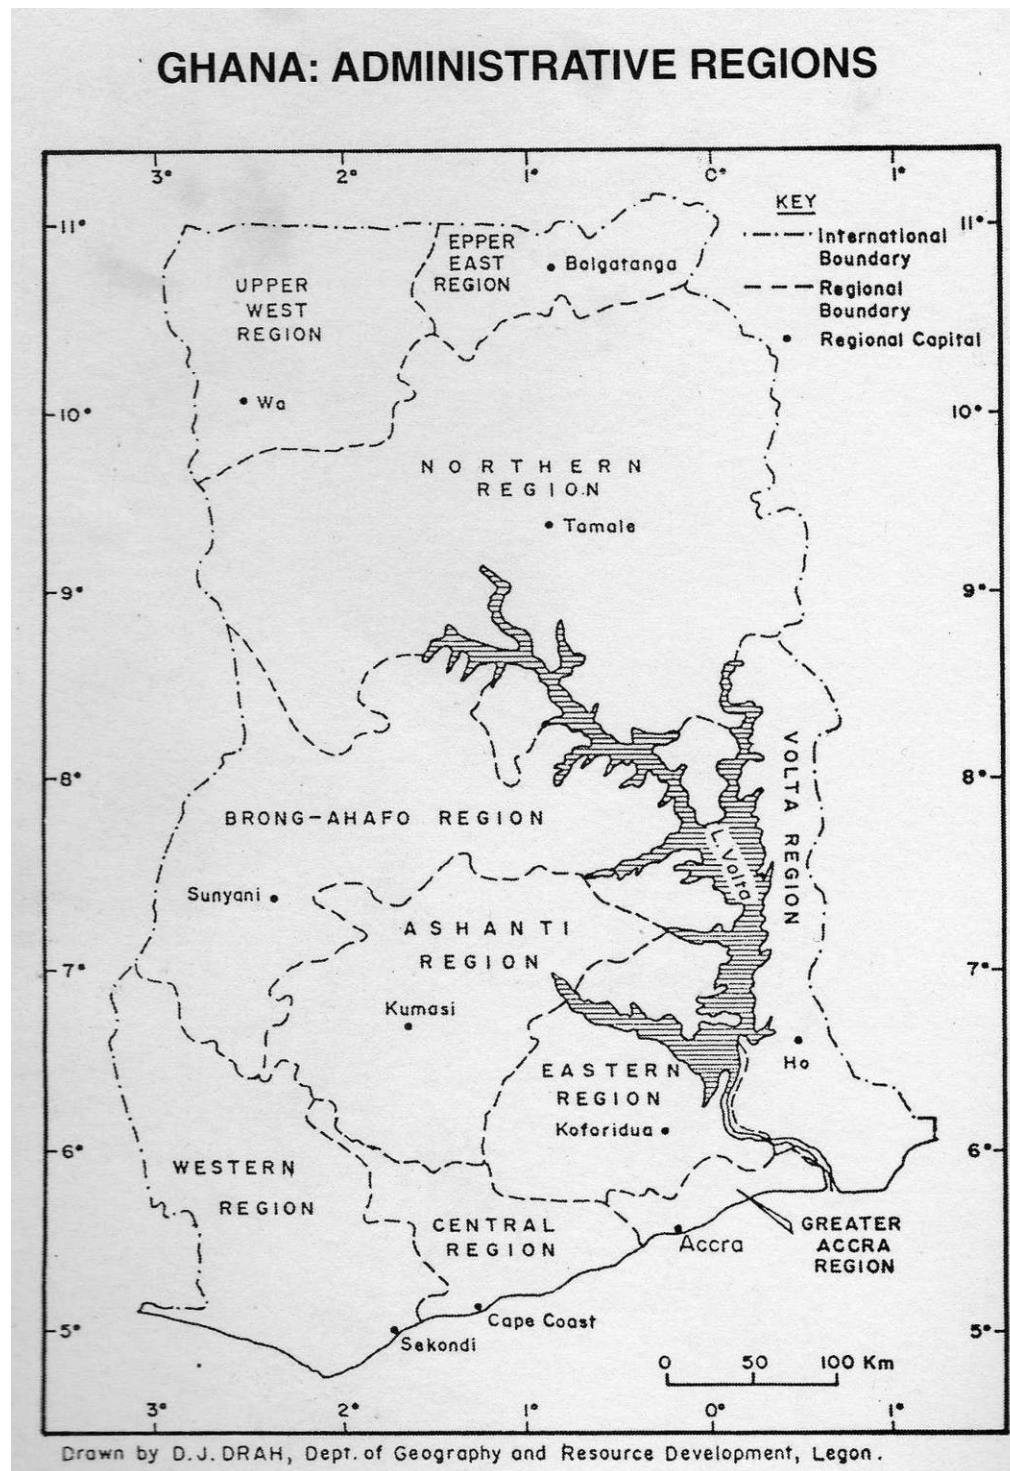 GHANA: ADMINISTRATIVE REGIONS
3° 2° 1° 0° 1°
KEY
11° 11°
International
Boundary
Regional
Boundary
Regional Capital
EPPER
EAST
REGION
Bolgatanga
UPPER
WEST
REGION
Wa
10° 10°
NORTHERN
REGION
Tamale
9° 9°
8° 8°
VOLTA REGION
BRONG-AHAFO REGION
L. Volta
Sunyani
ASHANTI
REGION
7° 7°
Kumasi
Ho
EASTERN
REGION
Koforidua
6° 6°
WESTERN
REGION
CENTRAL
REGION
Accra
GREATER
ACCRA
REGION
Cape Coast
Sekondi
5° 5°
0 50 100 Km
3° 2° 1° 0° 1°
Drawn by D.J. DRAH, Dept. of Geography and Resource Development, Legon.